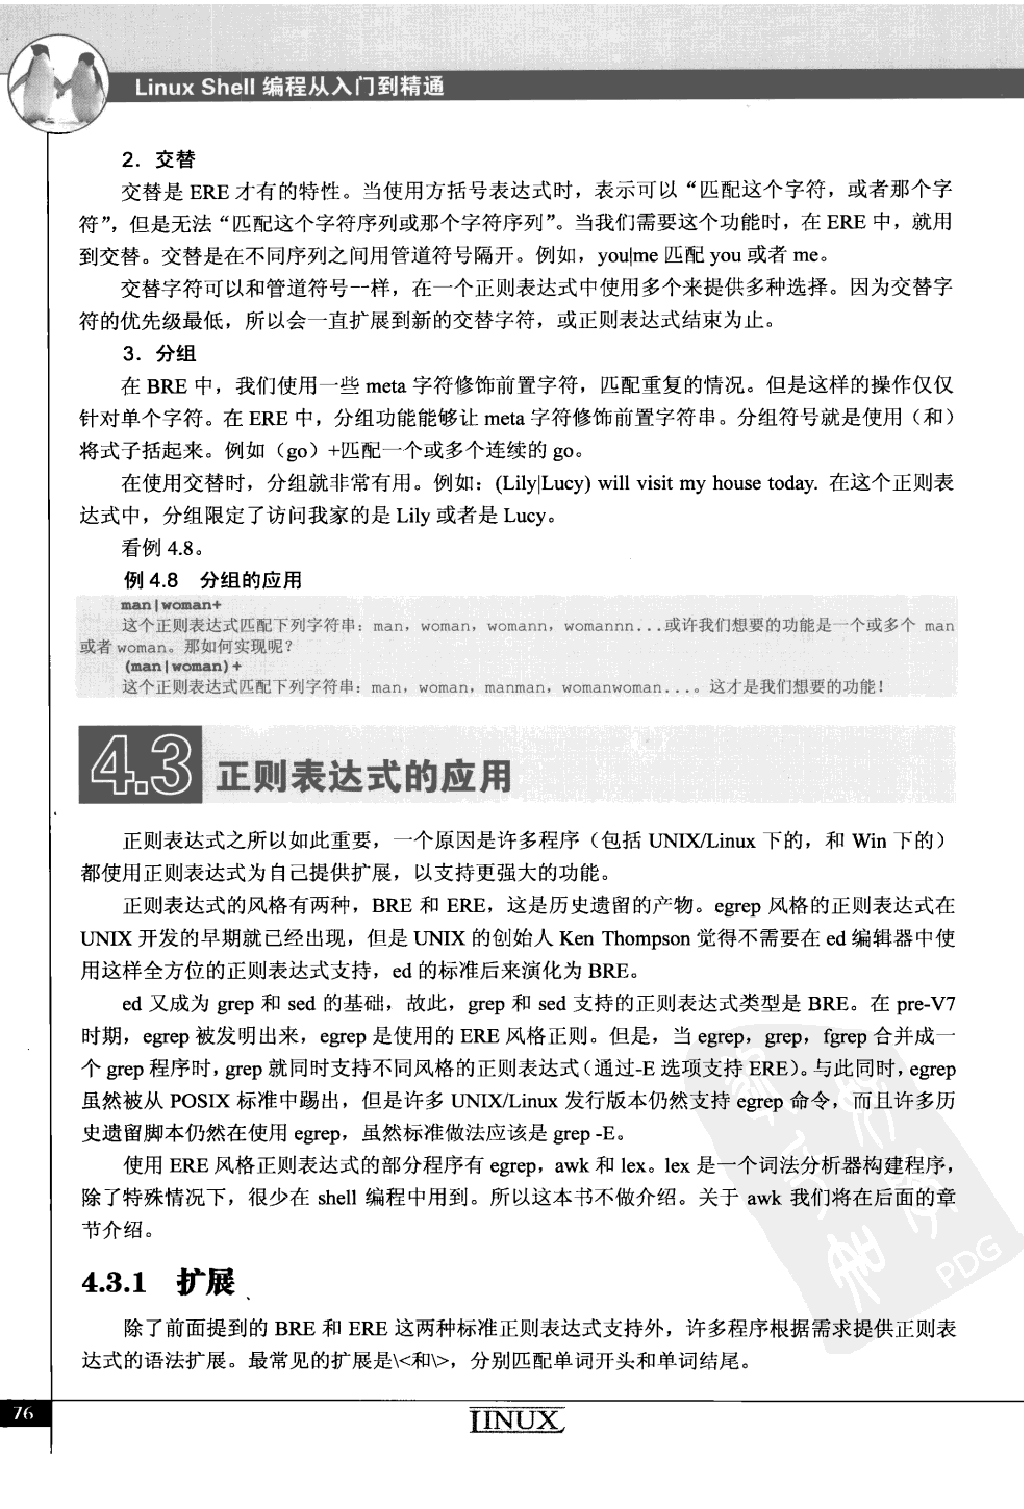 Linux Shell 编程从入门到精通
2．交替
交替是 ERE 才有的特性。当使用方括号表达式时，表示可以“匹配这个字符，或者那个字
符”，但是无法“匹配这个字符序列或那个字符序列”。当我们需要这个功能时，在 ERE 中，就用
到交替。交替是在不同序列之间用管道符号隔开。例如，you|me 匹配 you 或者 me。
交替字符可以和管道符号一样，在一个正则表达式中使用多个来提供多种选择。因为交替字
符的优先级最低，所以会一直扩展到新的交替字符，或正则表达式结束为止。
3．分组
在 BRE 中，我们使用一些 meta 字符修饰前置字符，匹配重复的情况。但是这样的操作仅仅
针对单个字符。在 ERE 中，分组功能能够让 meta 字符修饰前置字符串。分组符号就是使用（和）
将式子括起来。例如（go）+匹配一个或多个连续的 go。
在使用交替时，分组就非常有用。例如：(Lily|Lucy) will visit my house today. 在这个正则表
达式中，分组限定了访问我家的是 Lily 或者是 Lucy。
看例 4.8。
例 4.8 分组的应用
man|woman+
这个正则表达式匹配下列字符串：man，woman，womann，womannn...或许我们想要的功能是一个或多个 man
或者 woman。那如何实现呢？
(man|woman)+
这个正则表达式匹配下列字符串：man，woman，manman，womanwoman...。这才是我们想要的功能！
4.3 正则表达式的应用
正则表达式之所以如此重要，一个原因是许多程序（包括 UNIX/Linux 下的，和 Win 下的）
都使用正则表达式为自己提供扩展，以支持更强大的功能。
正则表达式的风格有两种，BRE 和 ERE，这是历史遗留的产物。egrep 风格的正则表达式在
UNIX 开发的早期就已经出现，但是 UNIX 的创始人 Ken Thompson 觉得不需要在 ed 编辑器中使
用这样全方位的正则表达式支持，ed 的标准后来演化为 BRE。
ed 又成为 grep 和 sed 的基础，故此，grep 和 sed 支持的正则表达式类型是 BRE。在 pre-V7
时期，egrep 被发明出来，egrep 是使用的 ERE 风格正则。但是，当 egrep，grep，fgrep 合并成一
个 grep 程序时，grep 就同时支持不同风格的正则表达式（通过-E 选项支持 ERE）。与此同时，egrep
虽然被从 POSIX 标准中踢出，但是许多 UNIX/Linux 发行版本仍然支持 egrep 命令，而且许多历
史遗留脚本仍然在使用 egrep，虽然标准做法应该是 grep -E。
使用 ERE 风格正则表达式的部分程序有 egrep，awk 和 lex。lex 是一个词法分析器构建程序，
除了特殊情况下，很少在 shell 编程中用到。所以这本书不做介绍。关于 awk 我们将在后面的章
节介绍。
4.3.1 扩展
除了前面提到的 BRE 和 ERE 这两种标准正则表达式支持外，许多程序根据需求提供正则表
达式的语法扩展。最常见的扩展是\<和\>，分别匹配单词开头和单词结尾。
PDG
76
LINUX